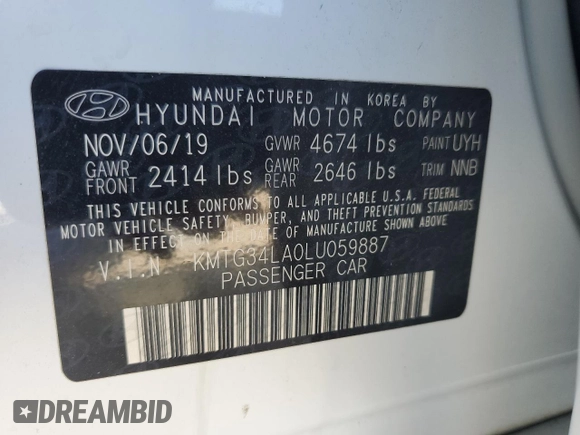 MANUFACTURED IN KOREA BY
HYUNDAI MOTOR COMPANY
NOV/06/19 GVWR 4674 lbs PAINT UYH
GAWR FRONT 2414 lbs GAWR REAR 2646 lbs TRIM NNB
THIS VEHICLE CONFORMS TO ALL APPLICABLE U.S.A. FEDERAL
MOTOR VEHICLE SAFETY, BUMPER, AND THEFT PREVENTION STANDARDS
IN EFFECT ON THE DATE OF MANUFACTURE SHOWN ABOVE.
V.I.N KMTG34LA0LU059887
PASSENGER CAR
DREAMBID